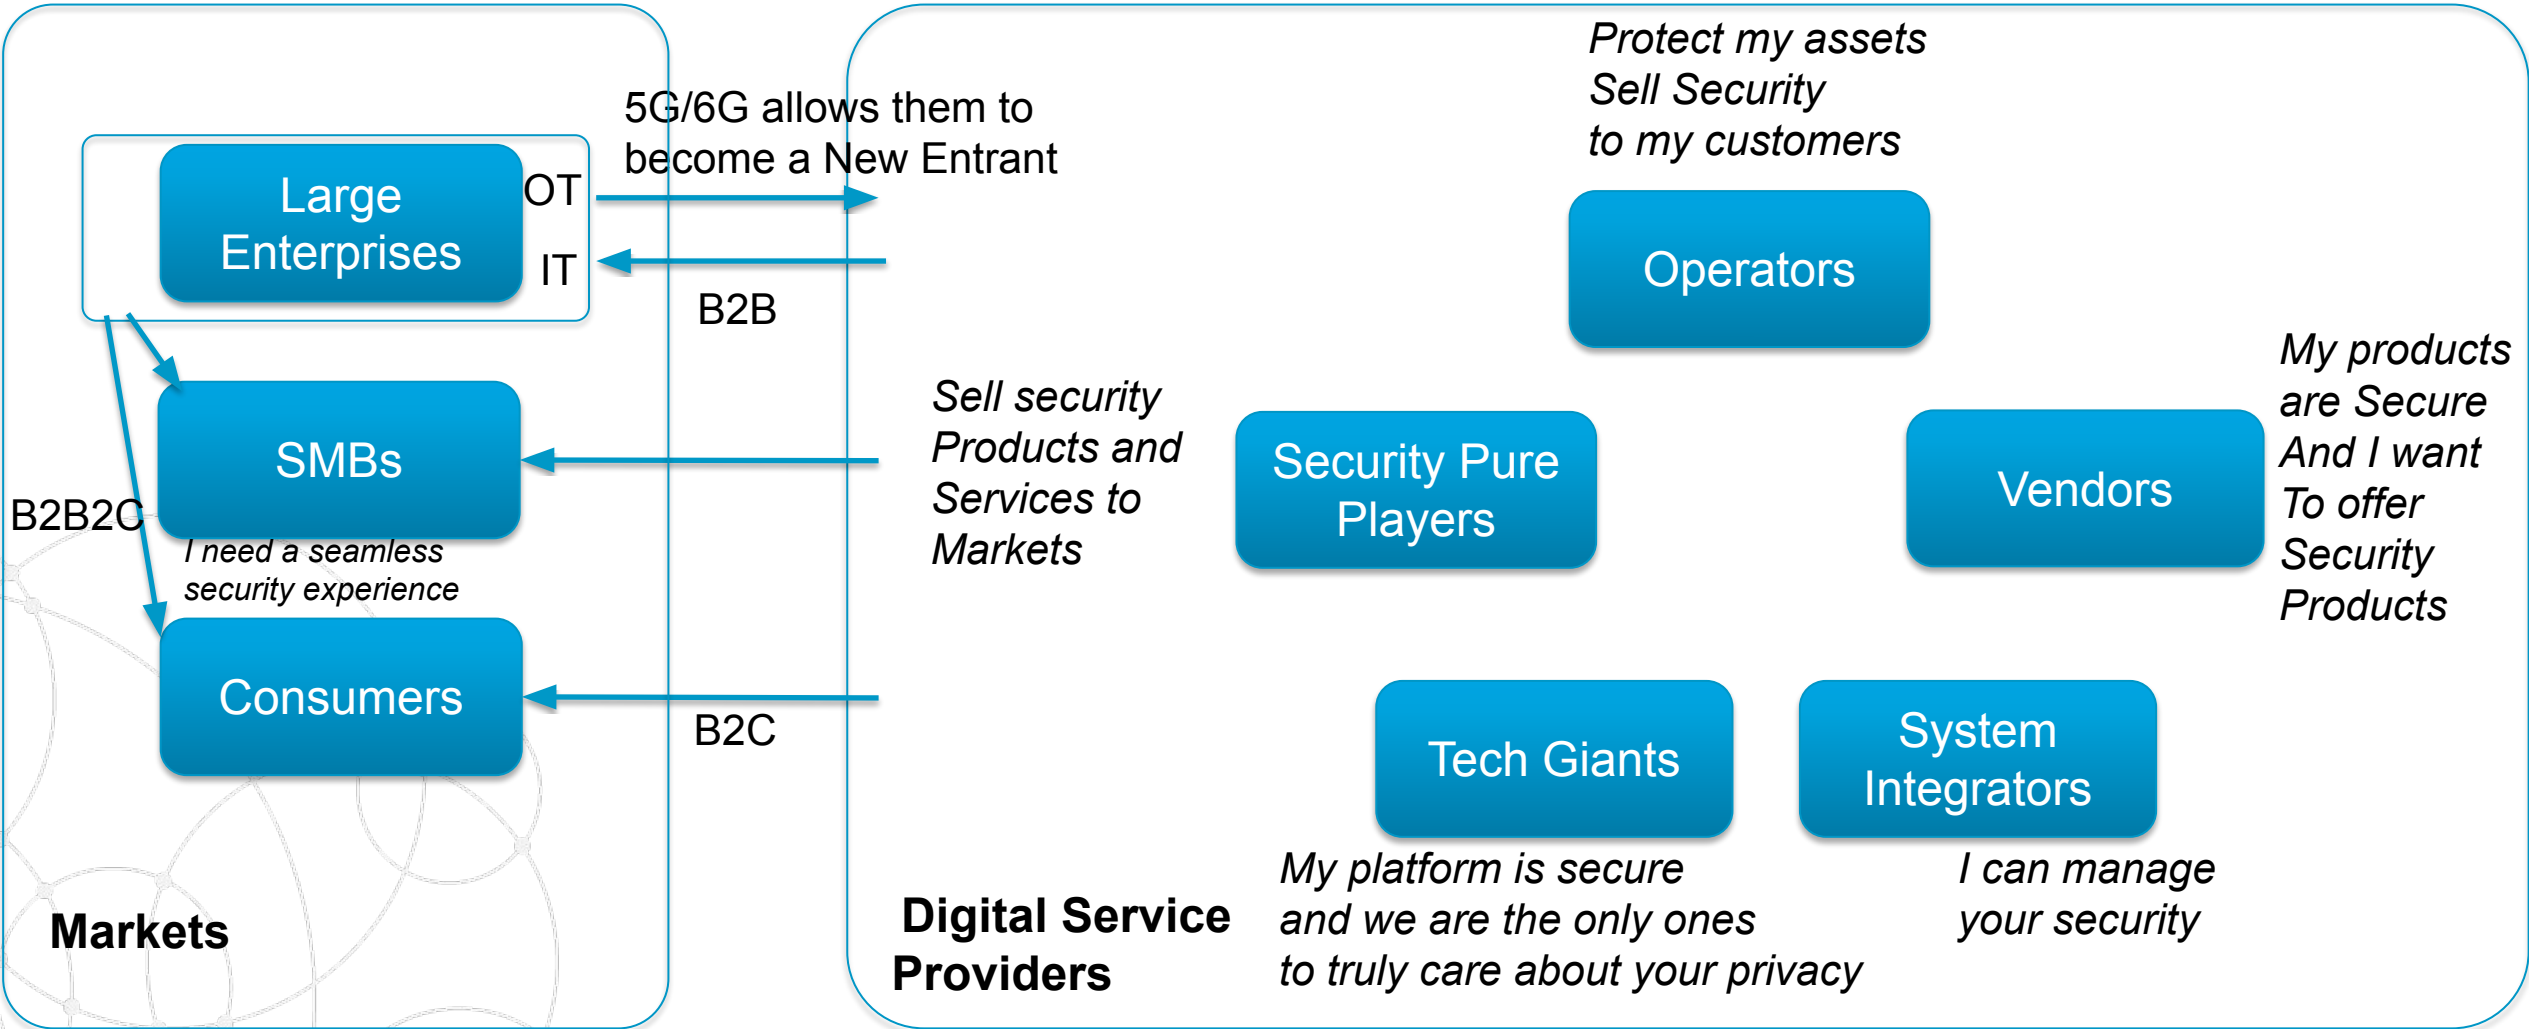 5G/6G allows them to
become a New Entrant
Large
Enterprises
OT
IT
B2B
SMBs
B2B2C
I need a seamless
security experience
Consumers
B2C
Markets
Protect my assets
Sell Security
to my customers
Operators
Sell security
Products and
Services to
Markets
Security Pure
Players
Vendors
My products
are Secure
And I want
To offer
Security
Products
Tech Giants
System
Integrators
My platform is secure
and we are the only ones
to truly care about your privacy
I can manage
your security
Digital Service
Providers